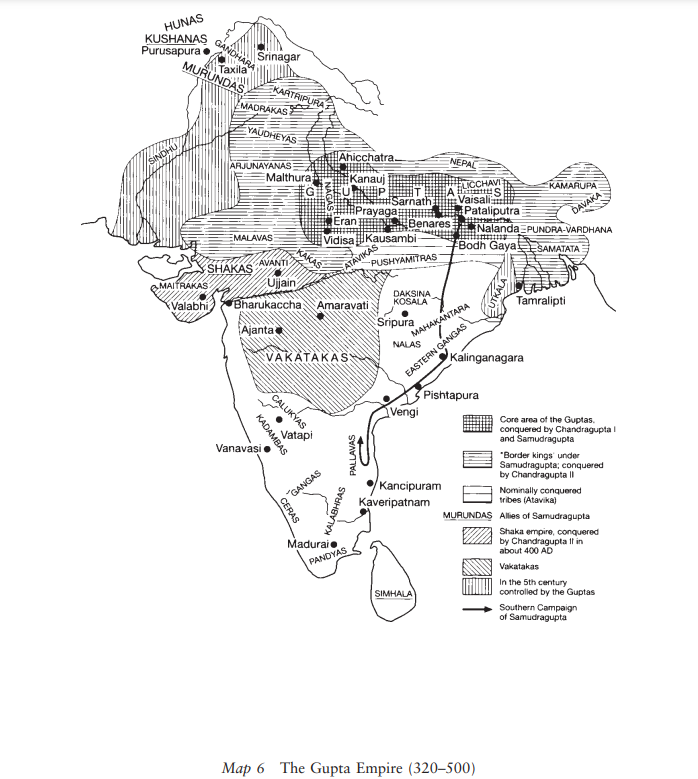 HUNAS
KUSHANAS
Purusapura
GANDHARA
Taxila
Srinagar
MURUNDAS
KARTRIPURA
MADRAKAS
YAUDHEYAS
SINDHU
ARJUNAYANAS
Ahicchatra
NEPAL
Malthura
Kanauj
LICCHAVI
KAMARUPA
G U P T A S
NAGAS
Sarnath
Vaisali
DAVAKA
Prayaga
Pataliputra
Eran
Benares
Nalanda
PUNDRA-VARDHANA
MALAVAS
Vidisa
Kausambi
Bodh Gaya
SAMATATA
KAKAS
ATAVIKAS
PUSHYAMITRAS
SHAKAS
AVANTI
Ujjain
MAITRAKAS
Valabhi
DAKSINA
KOSALA
UTKALA
Tamralipti
Bharukaccha
Amaravati
Sripura
MAHAKANTARA
Ajanta
NALAS
EASTERN GANGAS
VAKATAKAS
Kalinganagara
Pishtapura
Vengi
CALUKYAS
KADAMBAS
Vatapi
Vanavasi
PALLAVAS
GANGAS
Kancipuram
CERAS
KALABHRAS
Kaveripatnam
Madurai
PANDYAS
SIMHALA
Core area of the Guptas,
conquered by Chandragupta I
and Samudragupta
"Border kings' under
Samudragupta; conquered
by Chandragupta II
Nominally conquered
tribes (Atavika)
MURUNDAS Allies of Samudragupta
Shaka empire, conquered
by Chandragupta II in
about 400 AD
Vakatakas
In the 5th century
controlled by the Guptas
Southern Campaign
of Samudragupta
Map 6 The Gupta Empire (320–500)